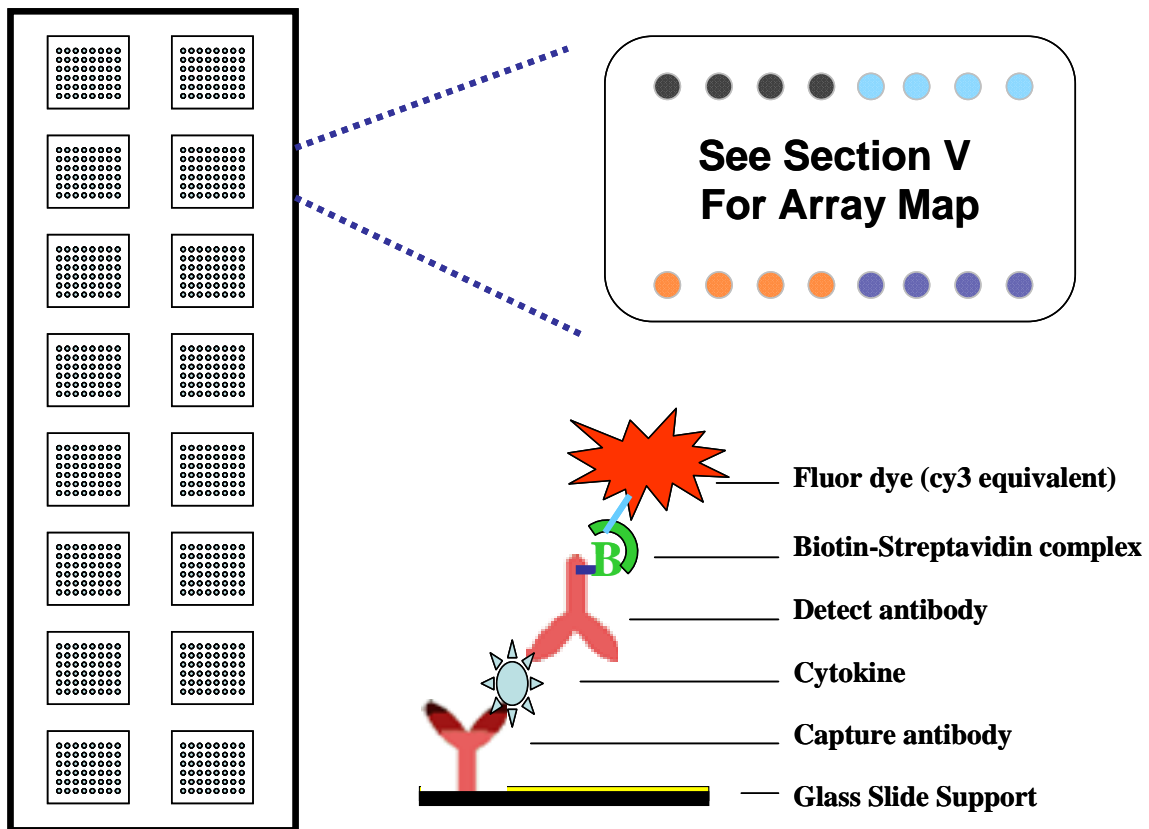 See Section V
For Array Map
Fluor dye (cy3 equivalent)
Biotin-Streptavidin complex
B
Detect antibody
Cytokine
Capture antibody
Glass Slide Support